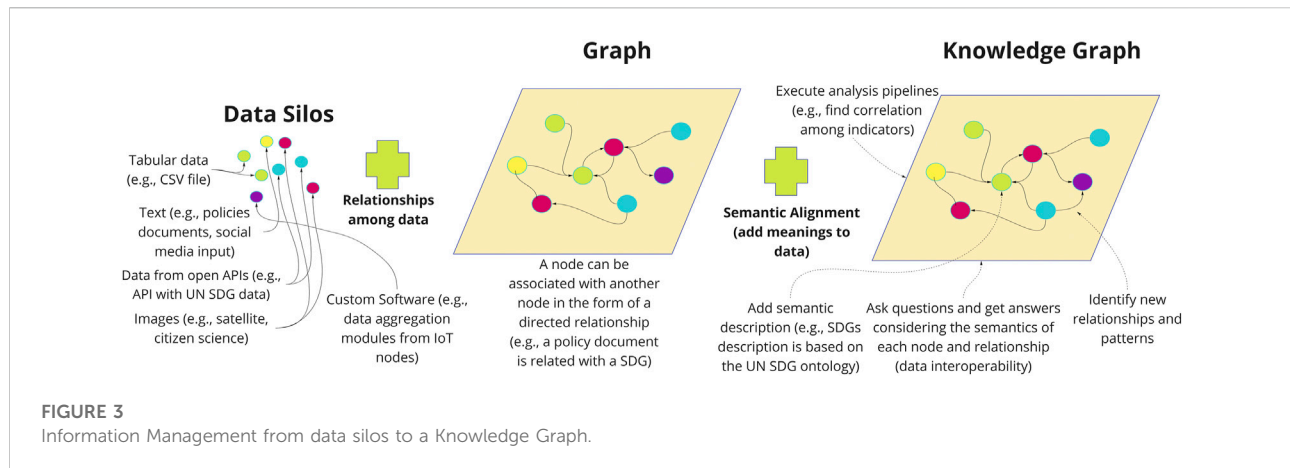 Data Silos
Tabular data
(e.g., CSV file)
Text (e.g., policies
documents, social
media input)
Data from open APIs (e.g.,
API with UN SDG data)
Images (e.g., satellite,
citizen science)
Custom Software (e.g.,
data aggregation
modules from IoT
nodes)
Relationships
among data
Graph
A node can be
associated with another
node in the form of a
directed relationship
(e.g., a policy document
is related with a SDG)
Semantic Alignment
(add meanings to
data)
Knowledge Graph
Execute analysis pipelines
(e.g., find correlation
among indicators)
Add semantic
description (e.g., SDGs
description is based on
the UN SDG ontology)
Ask questions and get answers
considering the semantics of
each node and relationship
(data interoperability)
Identify new
relationships and
patterns
FIGURE 3
Information Management from data silos to a Knowledge Graph.